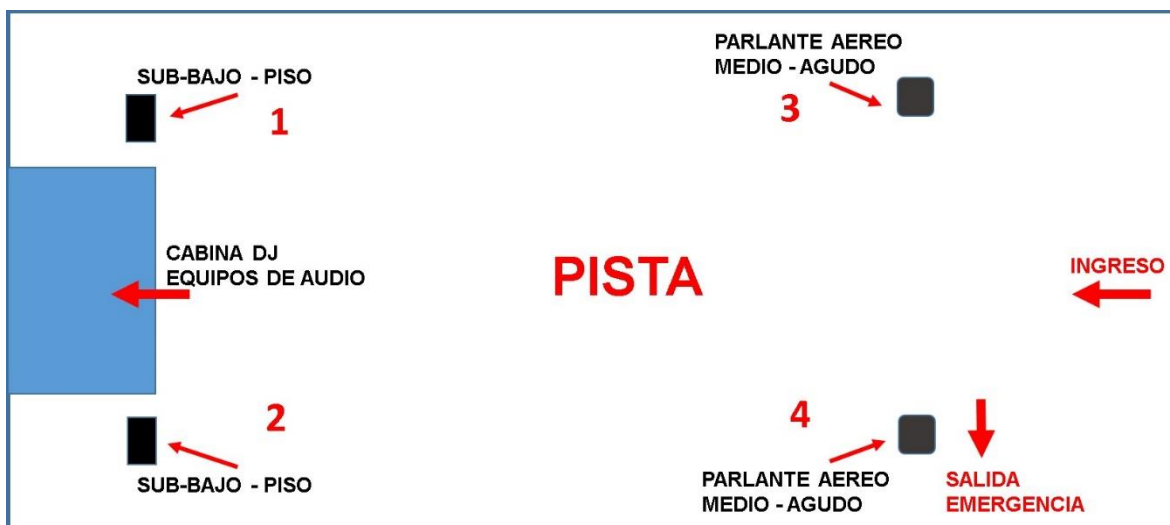 SUB-BAJO - PISO
1
PARLANTE AEREO
MEDIO - AGUDO
3
CABINA DJ
EQUIPOS DE AUDIO
PISTA
INGRESO
2
SUB-BAJO - PISO
4
PARLANTE AEREO
MEDIO - AGUDO
SALIDA
EMERGENCIA